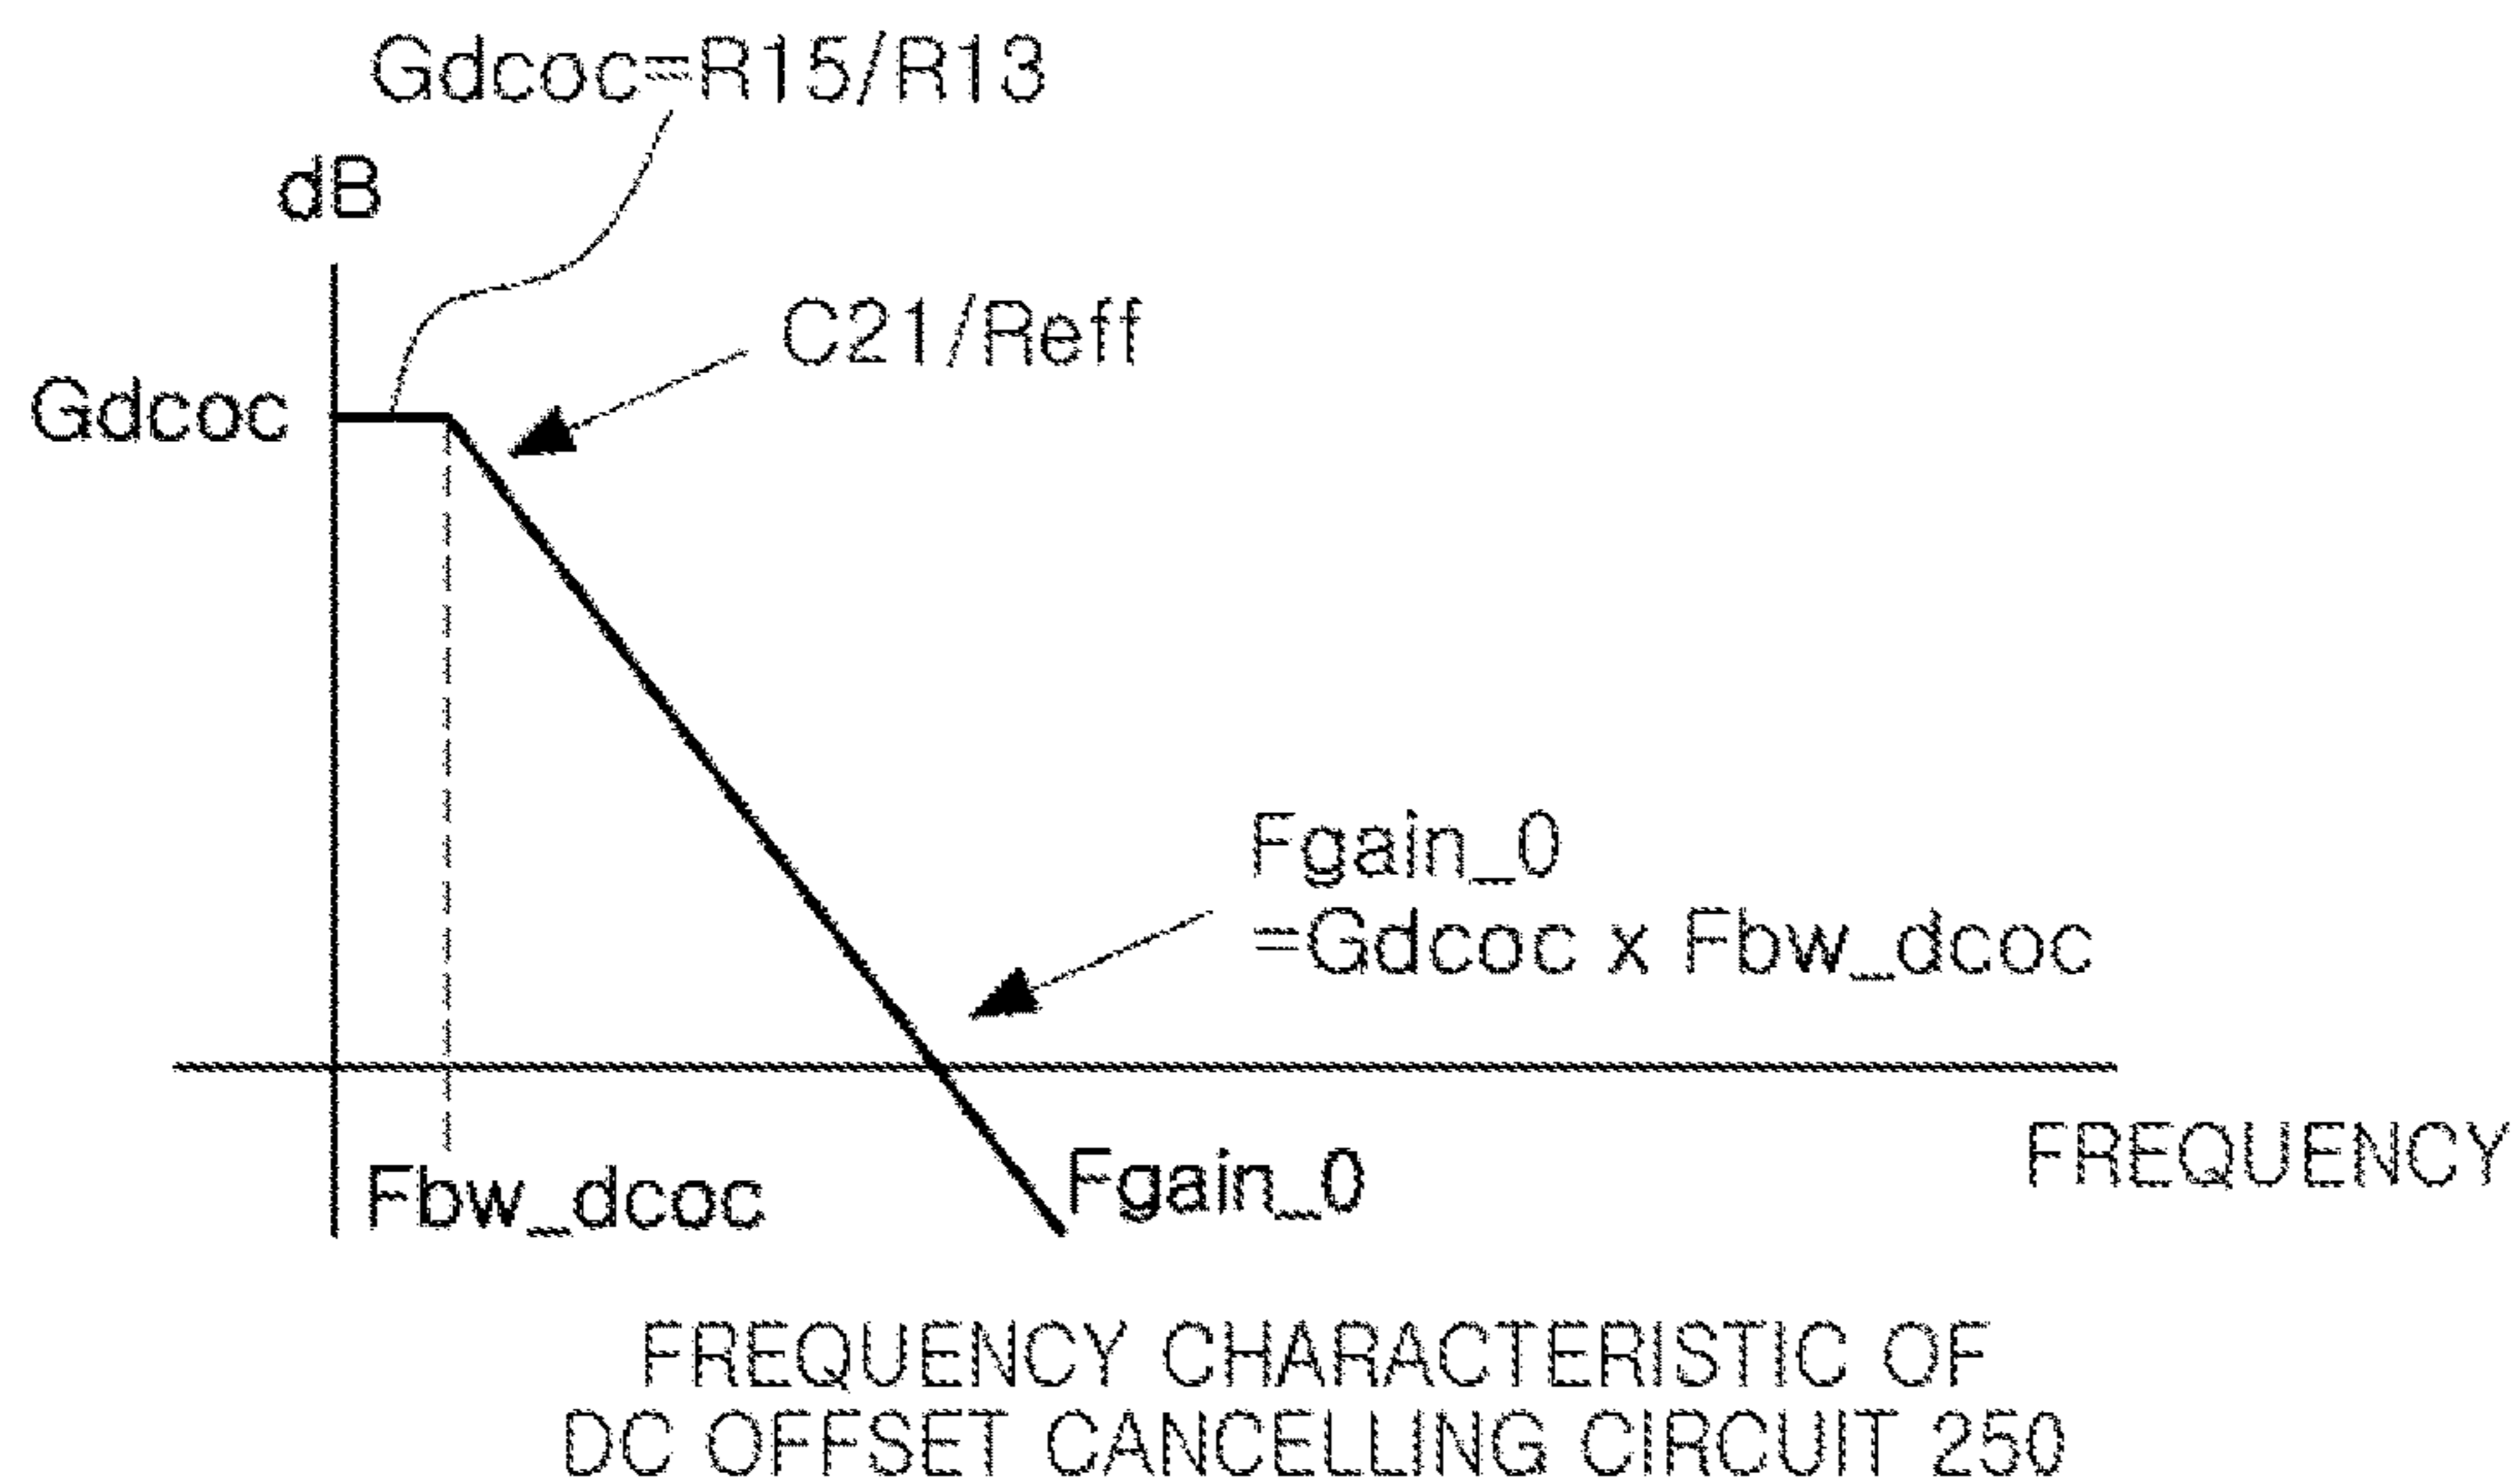 Gdcoc=R15/R13
dB
C21/Reff
Gdcoc
Fgain_0
=Gdcoc x Fbw_dcoc
FREQUENCY
Fbw_dcoc
Fgain_0
FREQUENCY CHARACTERISTIC OF
DC OFFSET CANCELLING CIRCUIT 250